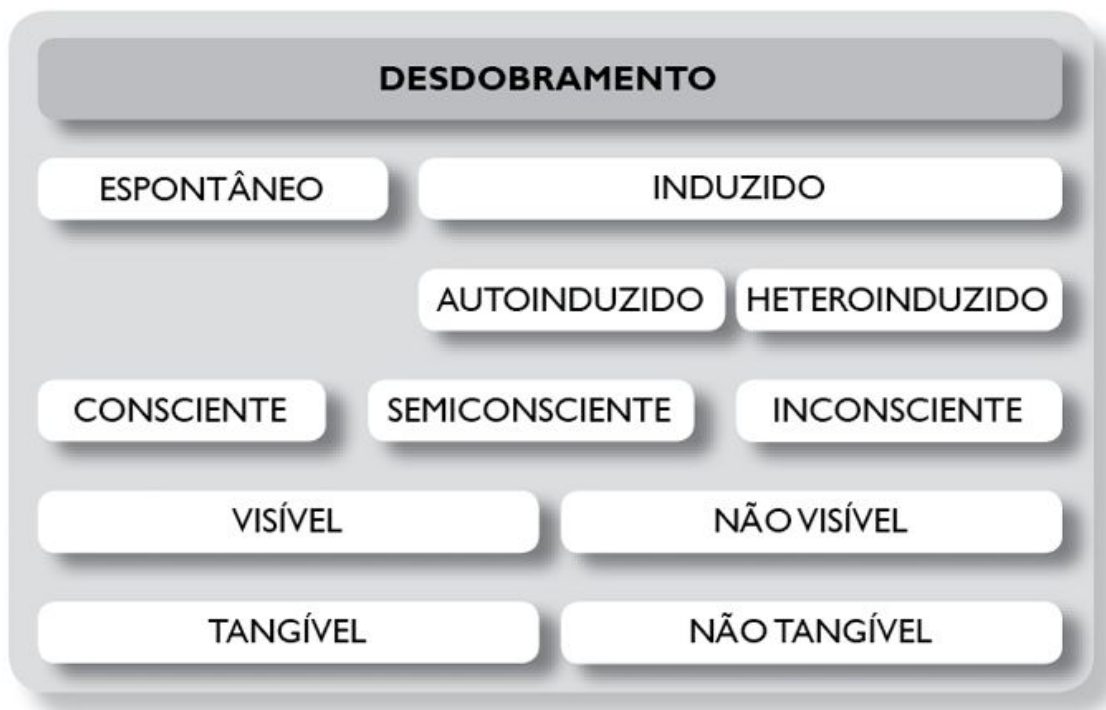 DESDOBRAMENTO
ESPONTÂNEO INDUZIDO
AUTOINDUZIDO HETEROINDUZIDO
CONSCIENTE SEMICONSCIENTE INCONSCIENTE
VISÍVEL NÃO VISÍVEL
TANGÍVEL NÃO TANGÍVEL